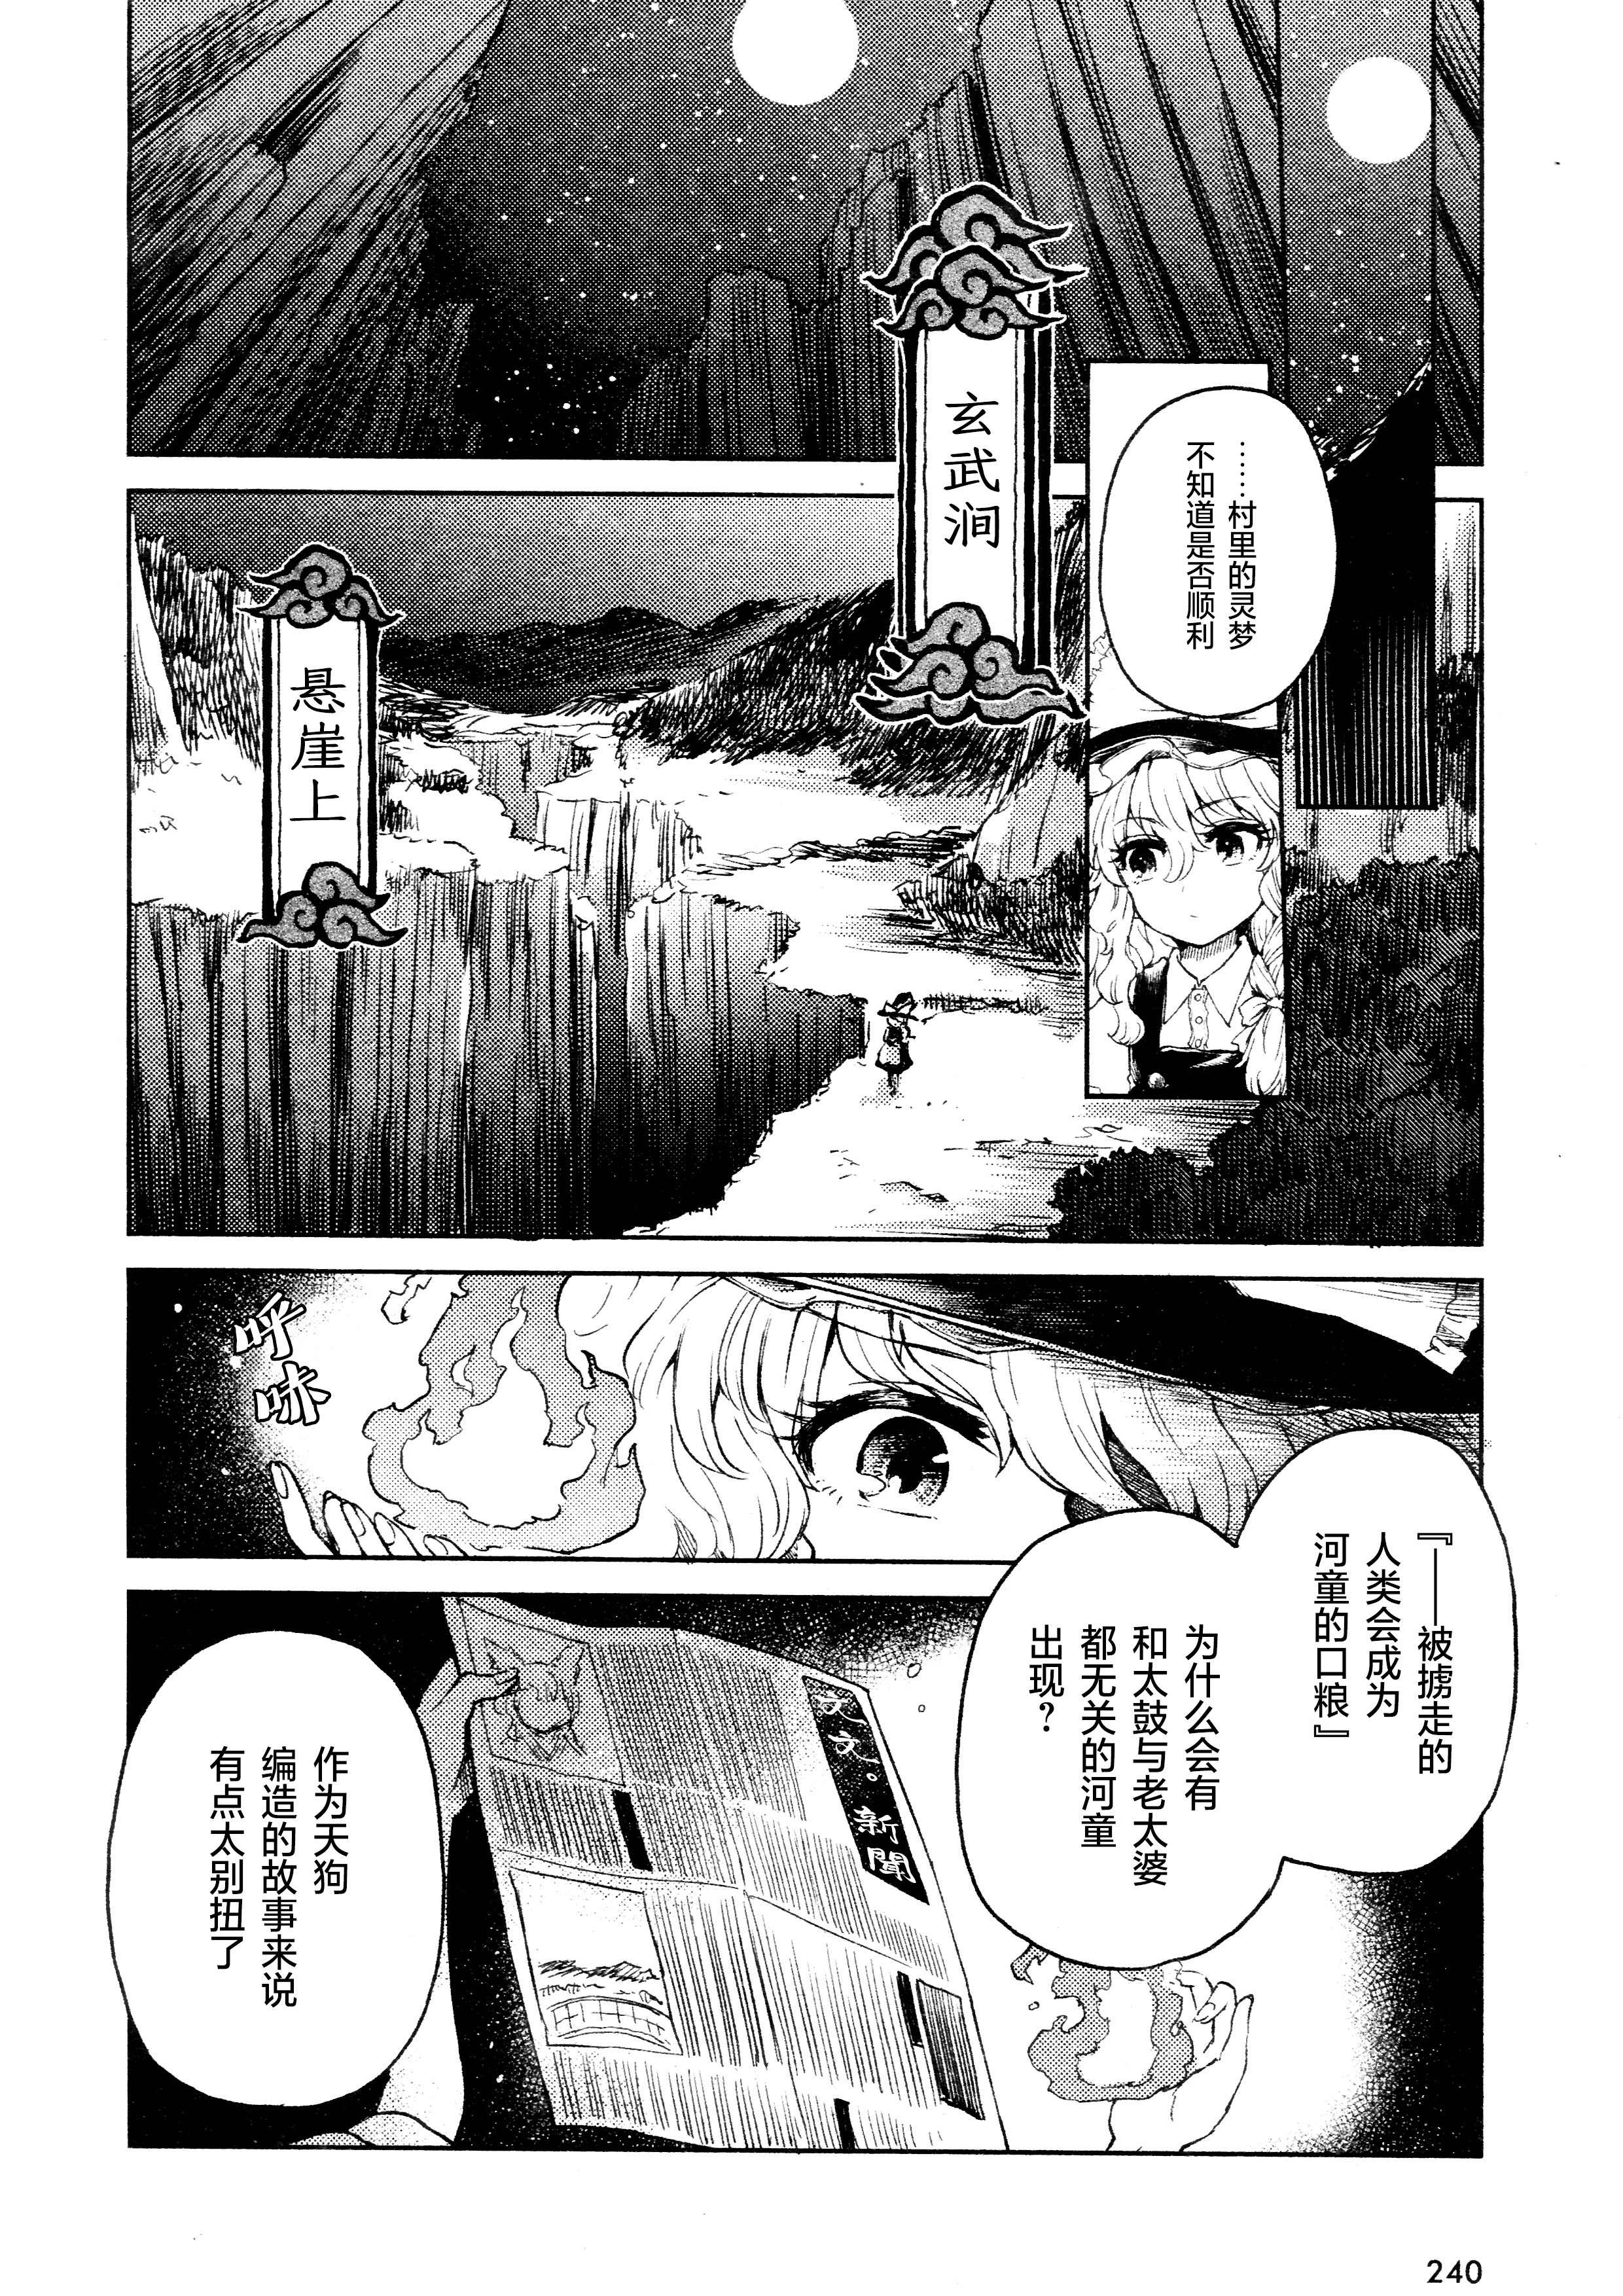 玄武涧
……村里的灵梦
不知道是否顺利
悬崖上
呼
咻
『——被掳走的
人类会成为
河童的口粮』
为什么会有
和太鼓与老太婆
都无关的河童
出现？
文文。新聞
作为天狗
编造的故事来说
有点太别扭了
240